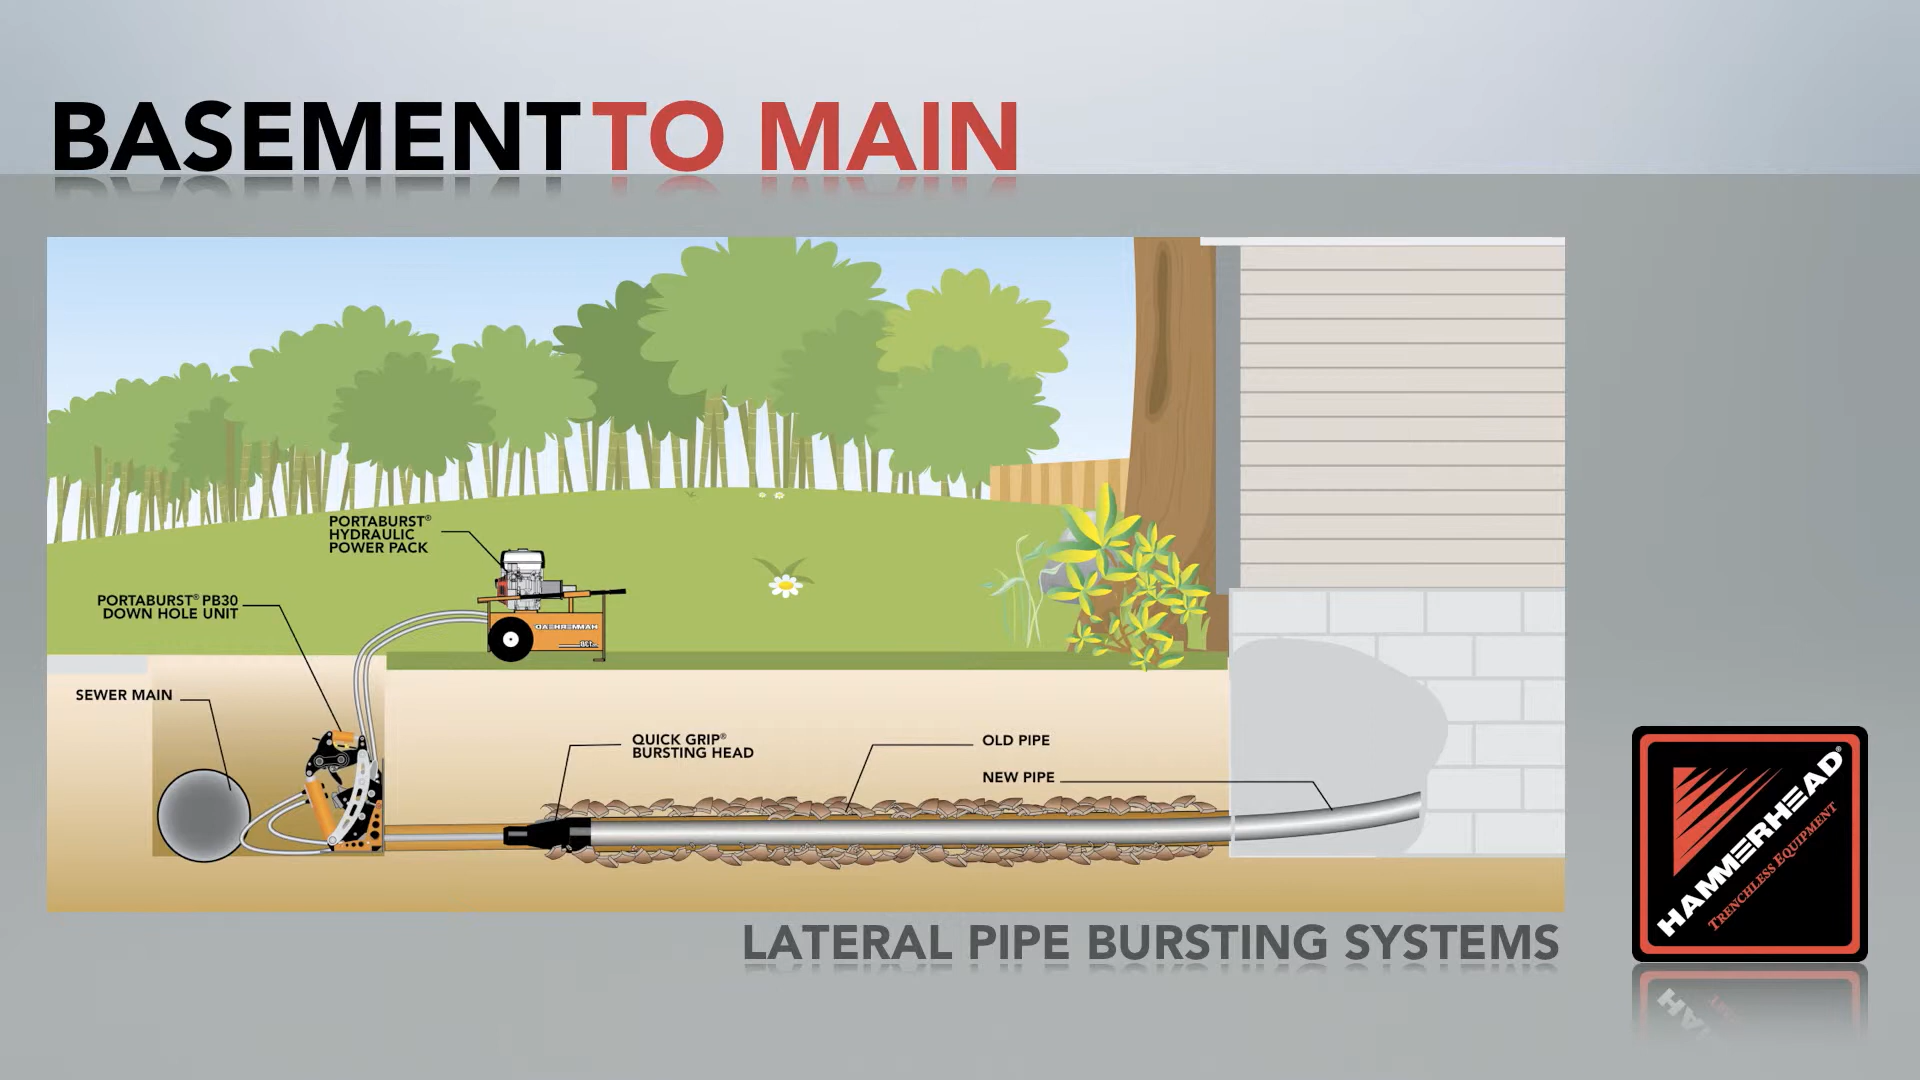 BASEMENT TO MAIN
PORTABURST®
HYDRAULIC
POWER PACK
PORTABURST® PB30
DOWN HOLE UNIT
HAMMERHEAD
SEWER MAIN
QUICK GRIP®
BURSTING HEAD
OLD PIPE
NEW PIPE
HAMMERHEAD®
TRENCHLESS EQUIPMENT
LATERAL PIPE BURSTING SYSTEMS